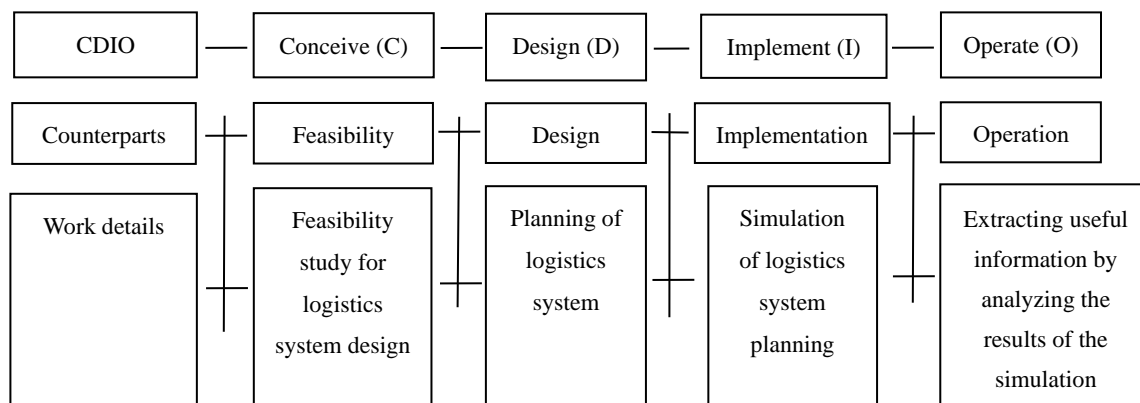 CDIO
Conceive (C)
Design (D)
Implement (I)
Operate (O)
Counterparts
Feasibility
Design
Implementation
Operation
Work details
Feasibility
study for
logistics
system design
Planning of
logistics
system
Simulation
of logistics
system
planning
Extracting useful
information by
analyzing the
results of the
simulation